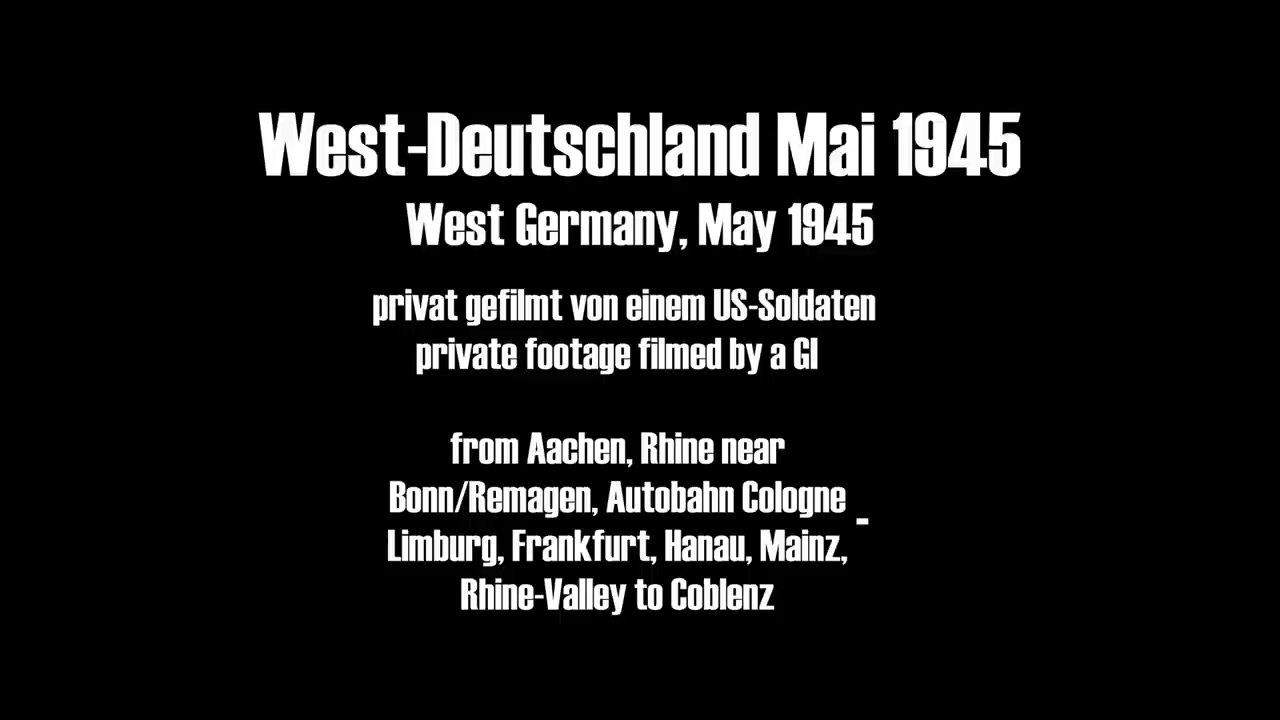 West-Deutschland Mai 1945
West Germany, May 1945
privat gefilmt von einem US-Soldaten
private footage filmed by a GI
from Aachen, Rhine near
Bonn/Remagen, Autobahn Cologne -
Limburg, Frankfurt, Hanau, Mainz,
Rhine-Valley to Coblenz